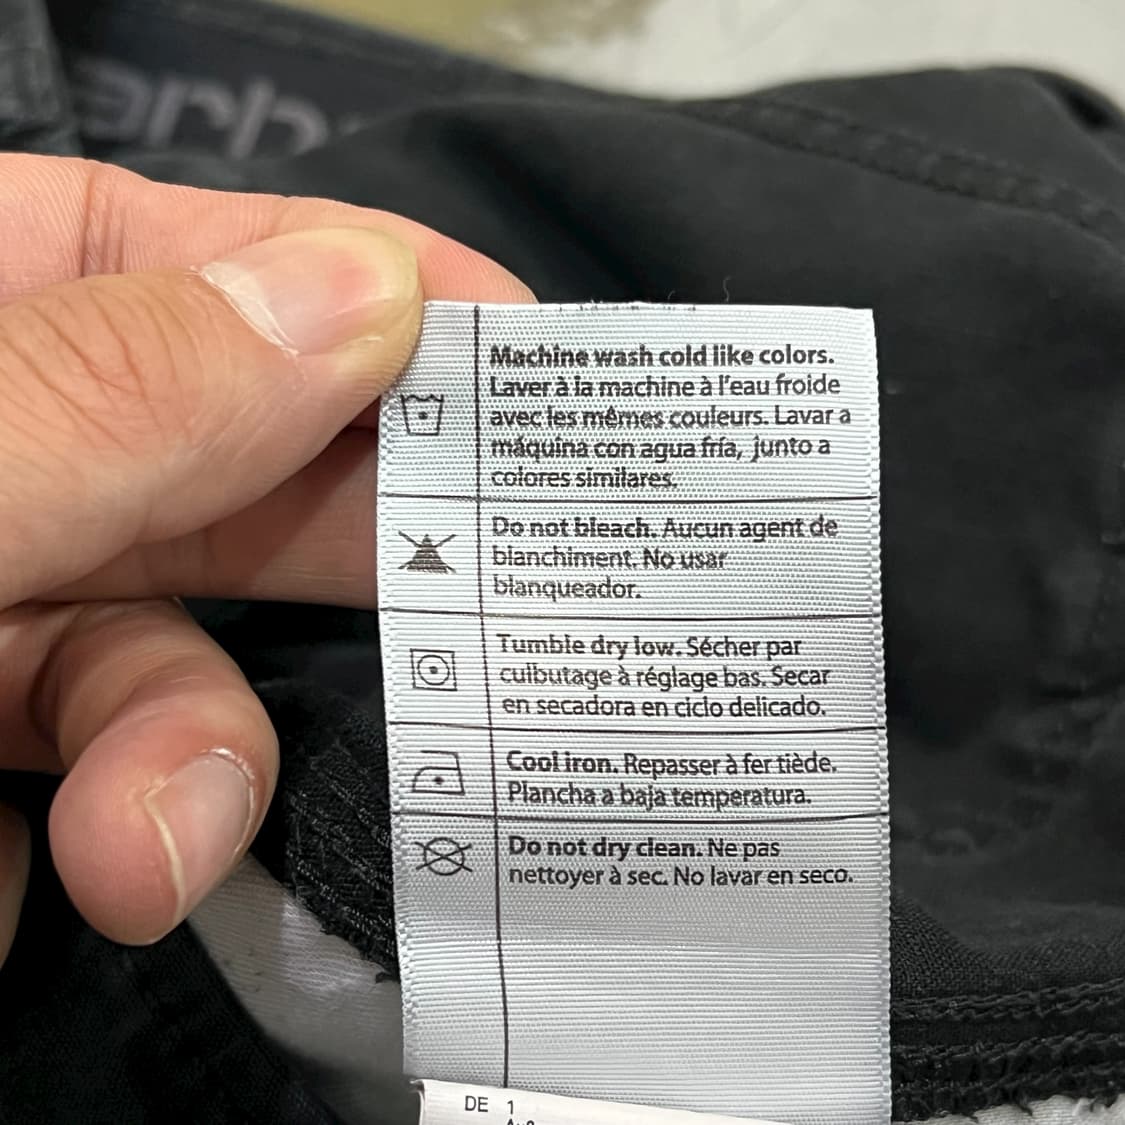 arh
Machine wash cold like colors.
Laver à la machine à l'eau froide
avec les mêmes couleurs. Lavar a
máquina con agua fría, junto a
colores similares.
Do not bleach. Aucun agent de
blanchiment. No usar
blanqueador.
Tumble dry low. Sécher par
culbutage à réglage bas. Secar
en secadora en ciclo delicado.
Cool iron. Repasser à fer tiède.
Plancha a baja temperatura.
Do not dry clean. Ne pas
nettoyer à sec. No lavar en seco.
DE 1